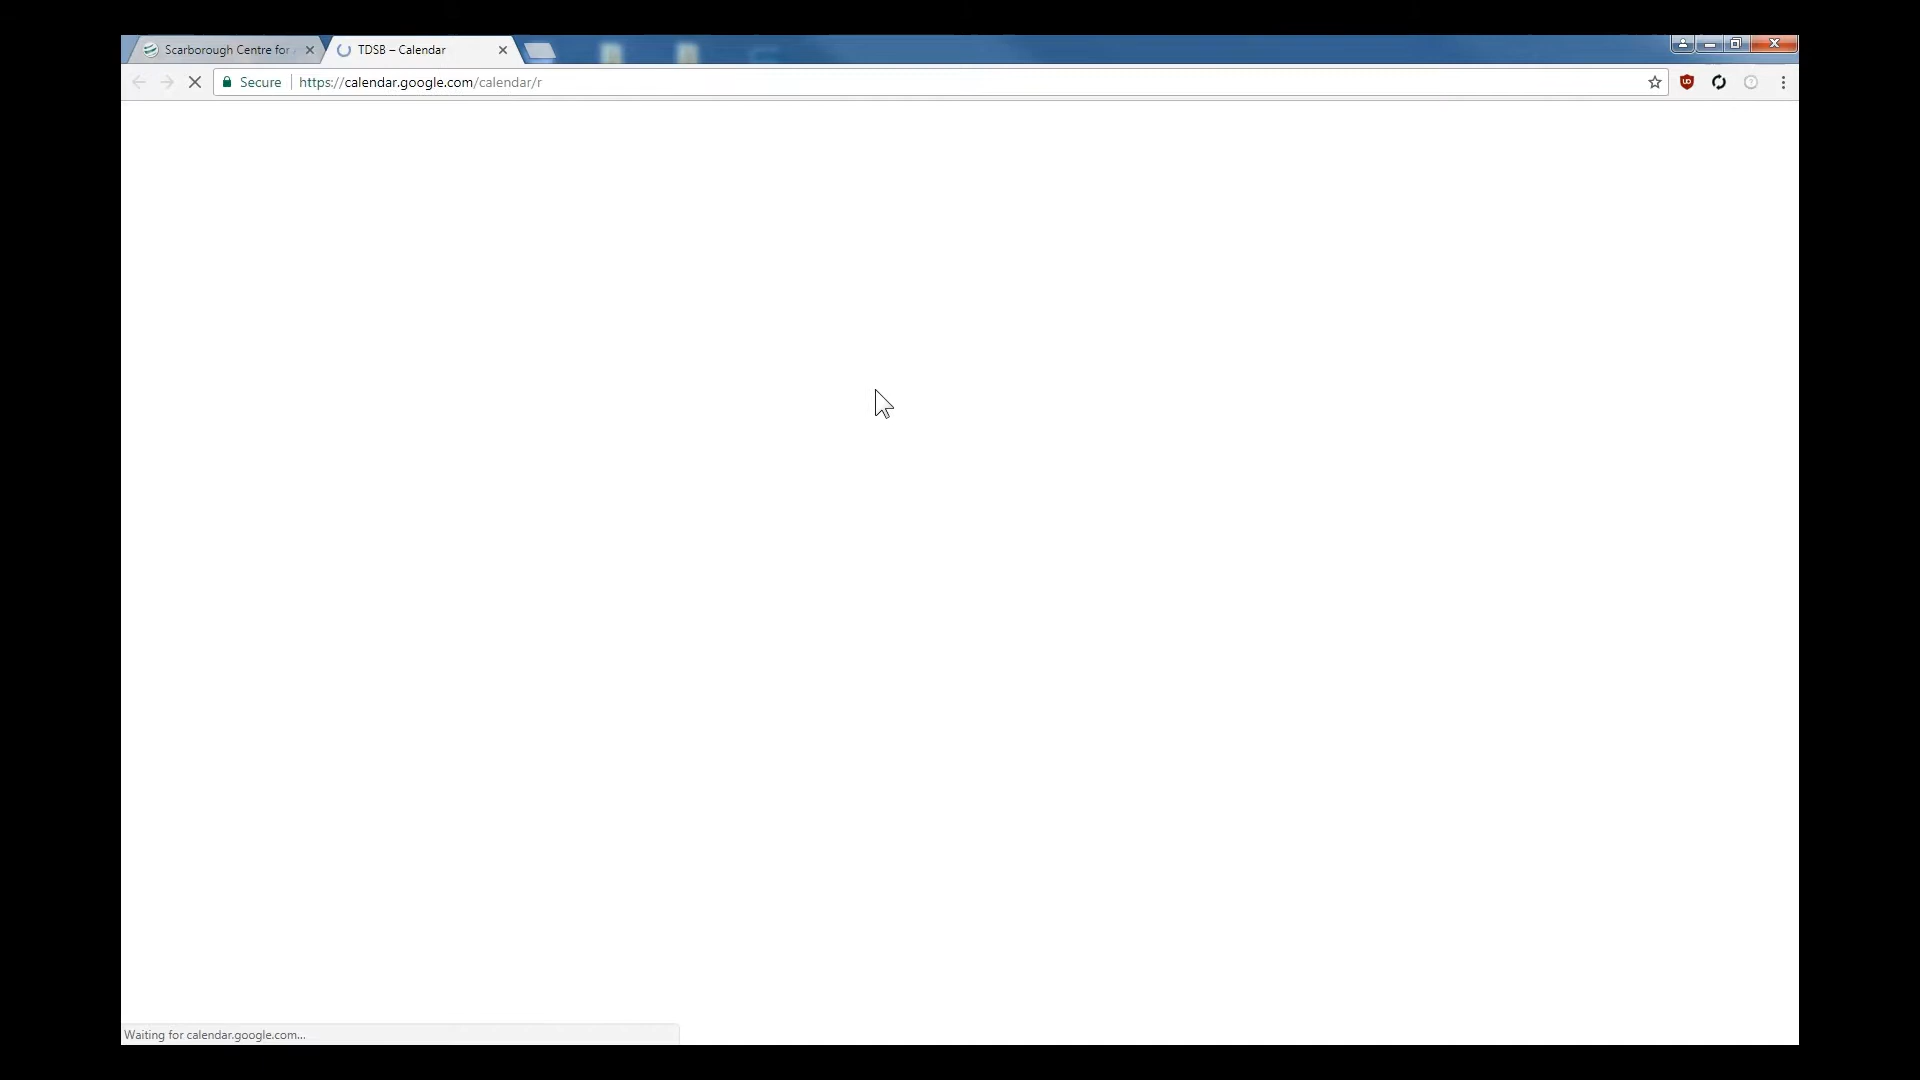 Scarborough Centre for
TDSB – Calendar
Secure
https://calendar.google.com/calendar/r
Waiting for calendar.google.com...